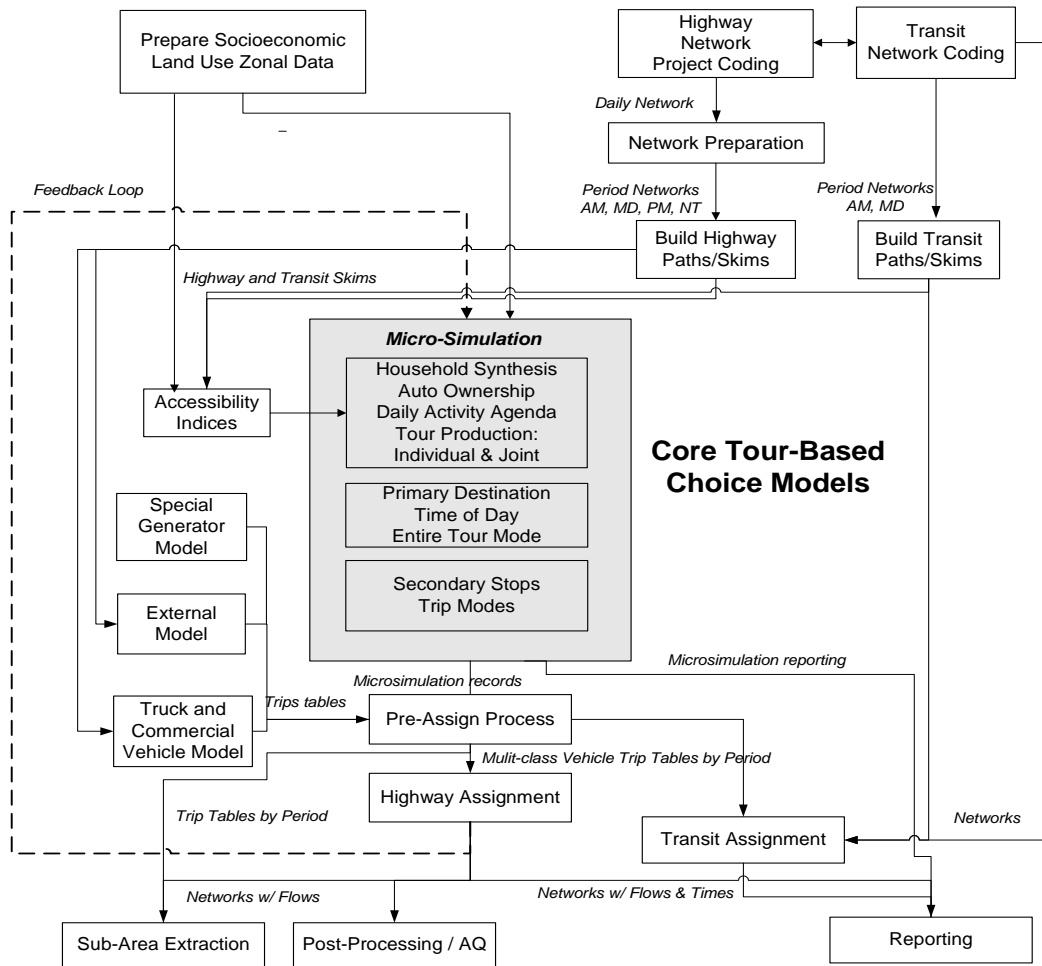 Prepare Socioeconomic
Land Use Zonal Data
Highway
Network
Project Coding
Transit
Network Coding
Daily Network
Network Preparation
Feedback Loop
Period Networks
AM, MD, PM, NT
Period Networks
AM, MD
Build Highway
Paths/Skims
Build Transit
Paths/Skims
Highway and Transit Skims
Micro-Simulation
Household Synthesis
Auto Ownership
Daily Activity Agenda
Tour Production:
Individual & Joint
Accessibility
Indices
Core Tour-Based
Choice Models
Primary Destination
Time of Day
Entire Tour Mode
Special
Generator
Model
Secondary Stops
Trip Modes
External
Model
Microsimulation reporting
Microsimulation records
Truck and
Commercial
Vehicle Model
Trips tables
Pre-Assign Process
Mulit-class Vehicle Trip Tables by Period
Highway Assignment
Trip Tables by Period
Transit Assignment
Networks
Networks w/ Flows
Networks w/ Flows & Times
Sub-Area Extraction
Post-Processing / AQ
Reporting